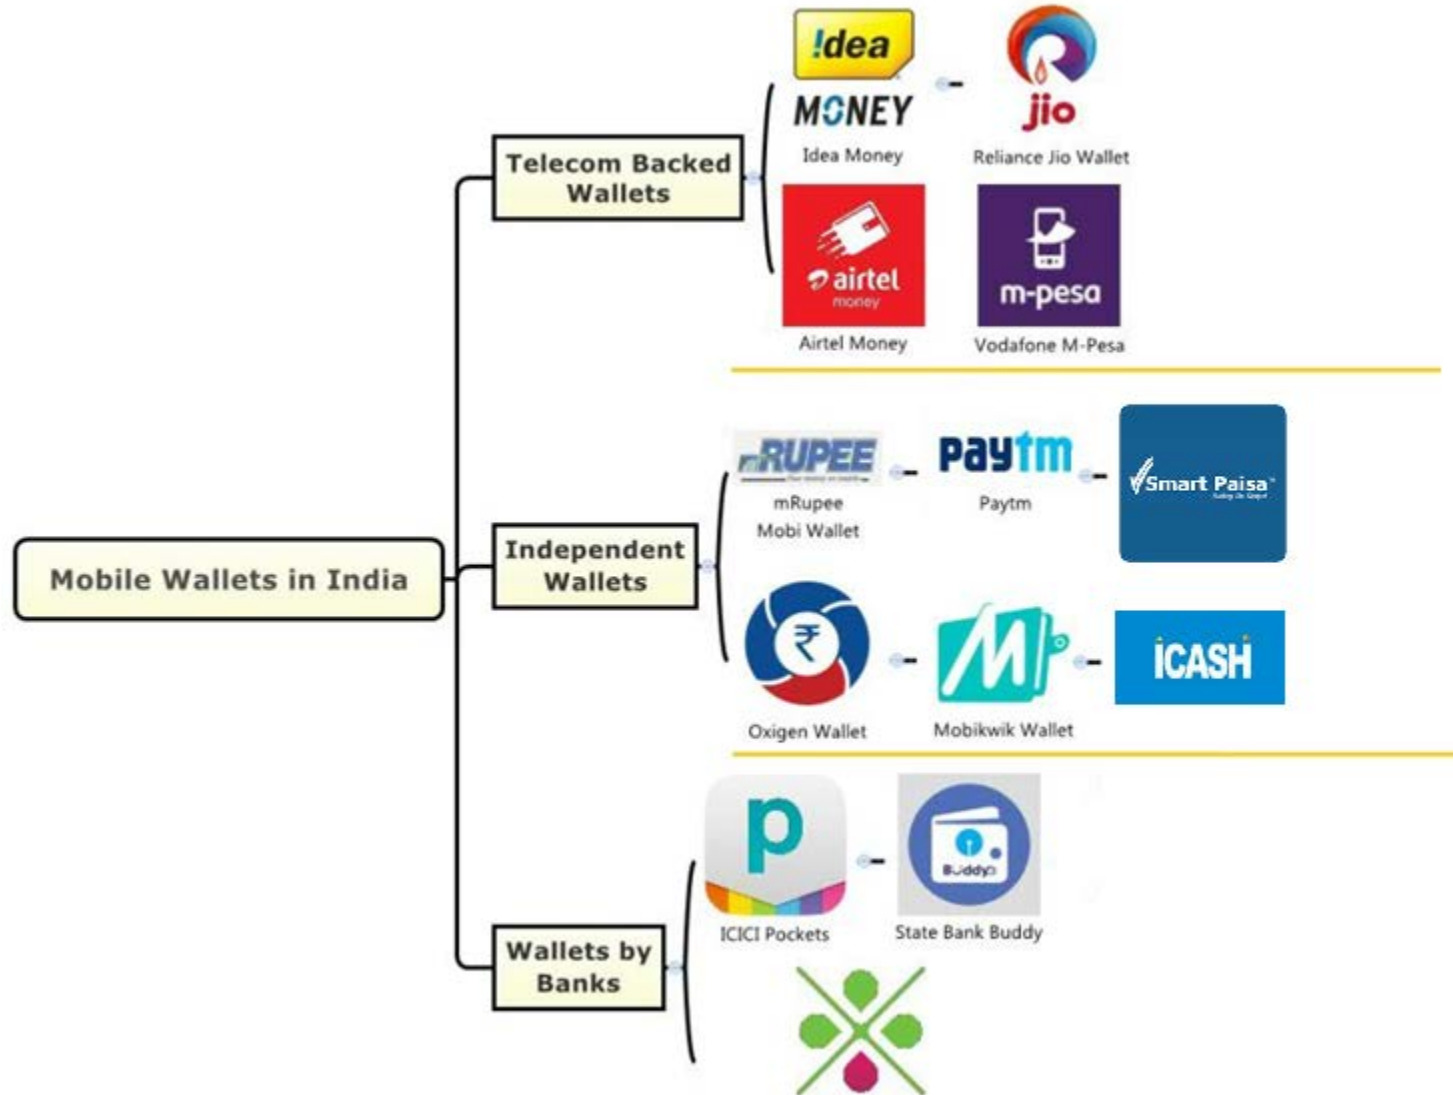 !dea
MONEY
Idea Money
jio
Reliance Jio Wallet
Telecom Backed
Wallets
airtel
money
Airtel Money
m-pesa
Vodafone M-Pesa
mRUPEE
mRupee
Mobi Wallet
paytm
Paytm
Smart Paisa
Independent
Wallets
Mobile Wallets in India
₹
Oxigen Wallet
M
Mobikwik Wallet
iCASH
p
ICICI Pockets
Buddy
State Bank Buddy
Wallets by
Banks